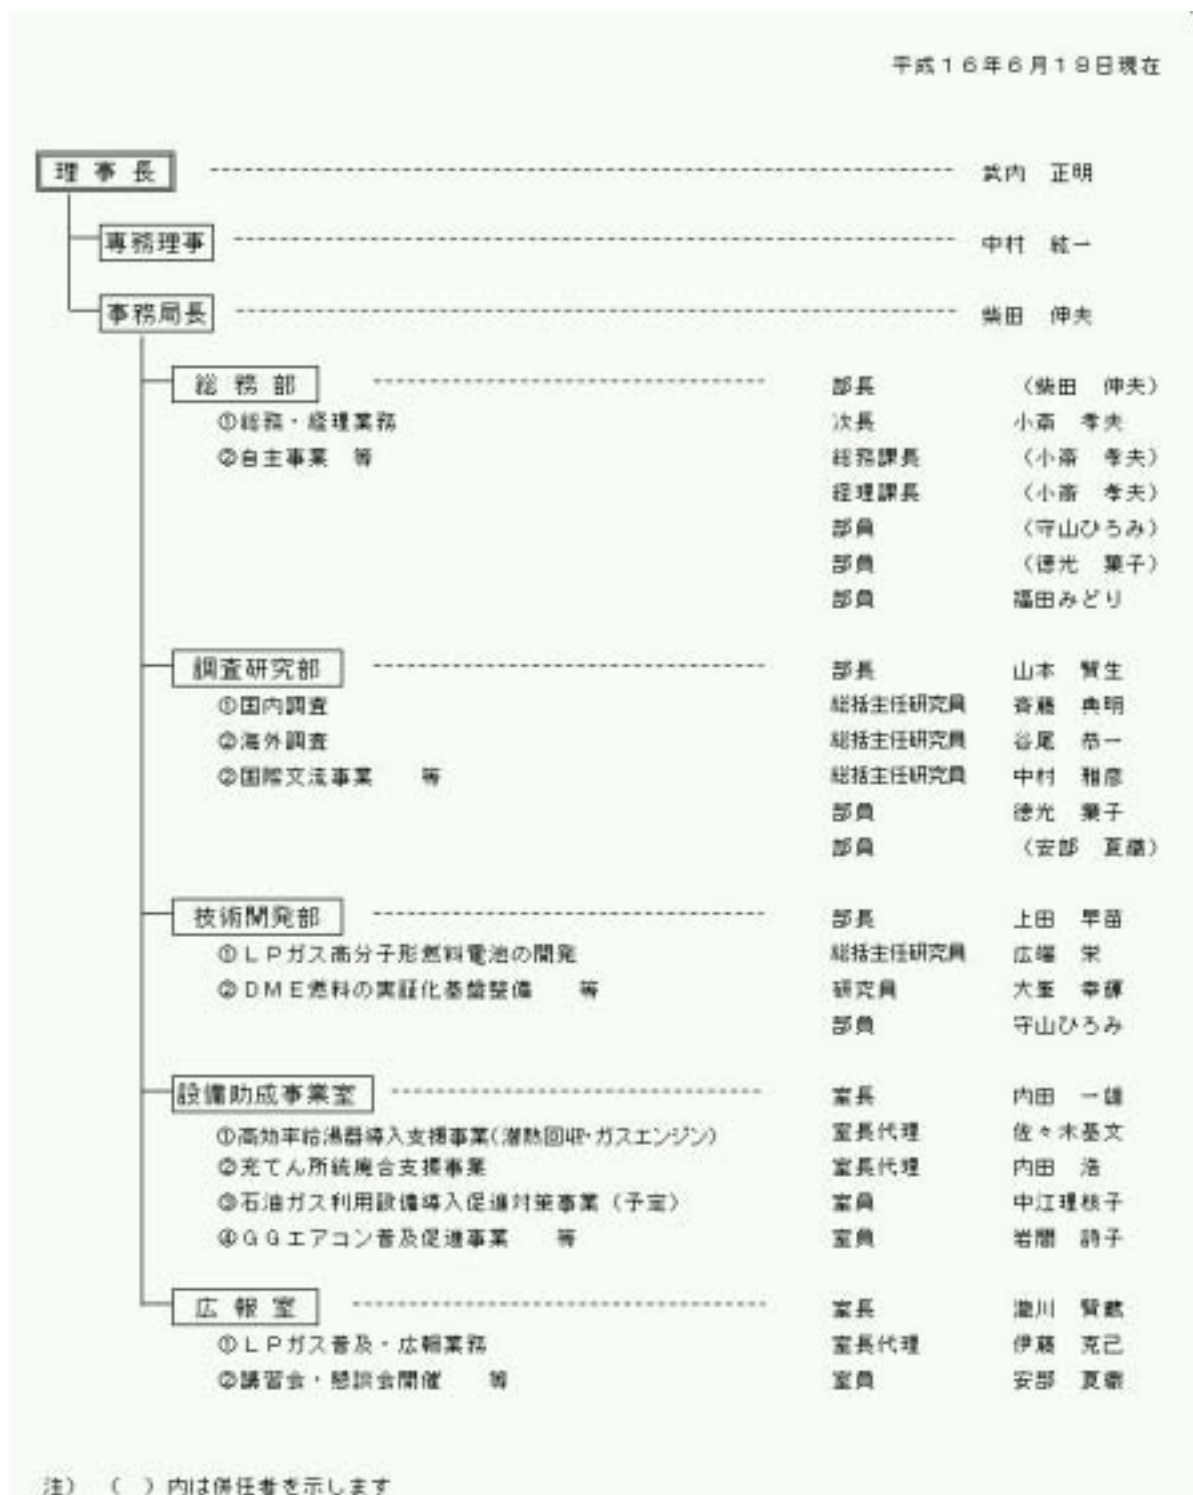 平成16年6月18日現在
理事長 武内 正明
専務理事 中村 紘一
事務局長 柴田 伸夫
総務部 部長 (柴田 伸夫)
①総務・経理業務 次長 小斎 孝夫
②自主事業 等 総務課長 (小斎 孝夫)
経理課長 (小斎 孝夫)
部員 (守山ひろみ)
部員 (徳光 葉子)
部員 福田みどり
調査研究部 部長 山本 賢生
①国内調査 総括主任研究員 斉藤 典明
②海外調査 総括主任研究員 谷尾 恭一
③国際交流事業 等 総括主任研究員 中村 雅彦
部員 徳光 葉子
部員 (安部 夏織)
技術開発部 部長 上田 早苗
①LPガス高分子形燃料電池の開発 総括主任研究員 広端 栄
②DME燃料の実証化基盤整備 等 研究員 大峯 幸輝
部員 守山ひろみ
設備助成事業室 室長 内田 一雄
①高効率給湯器導入支援事業(潜熱回収・ガスエンジン) 室長代理 佐々木基文
②充てん所統廃合支援事業 室長代理 内田 浩
③石油ガス利用設備導入促進対策事業(予定) 室員 中江理枝子
④GGエアコン普及促進事業 等 室員 岩間 詩子
広報室 室長 瀧川
①LPガス普及・広報業務 室長代理 伊藤 克己
②講習会・懇談会開催 等 室員 安部 夏織
注) ( )内は併任者を示します